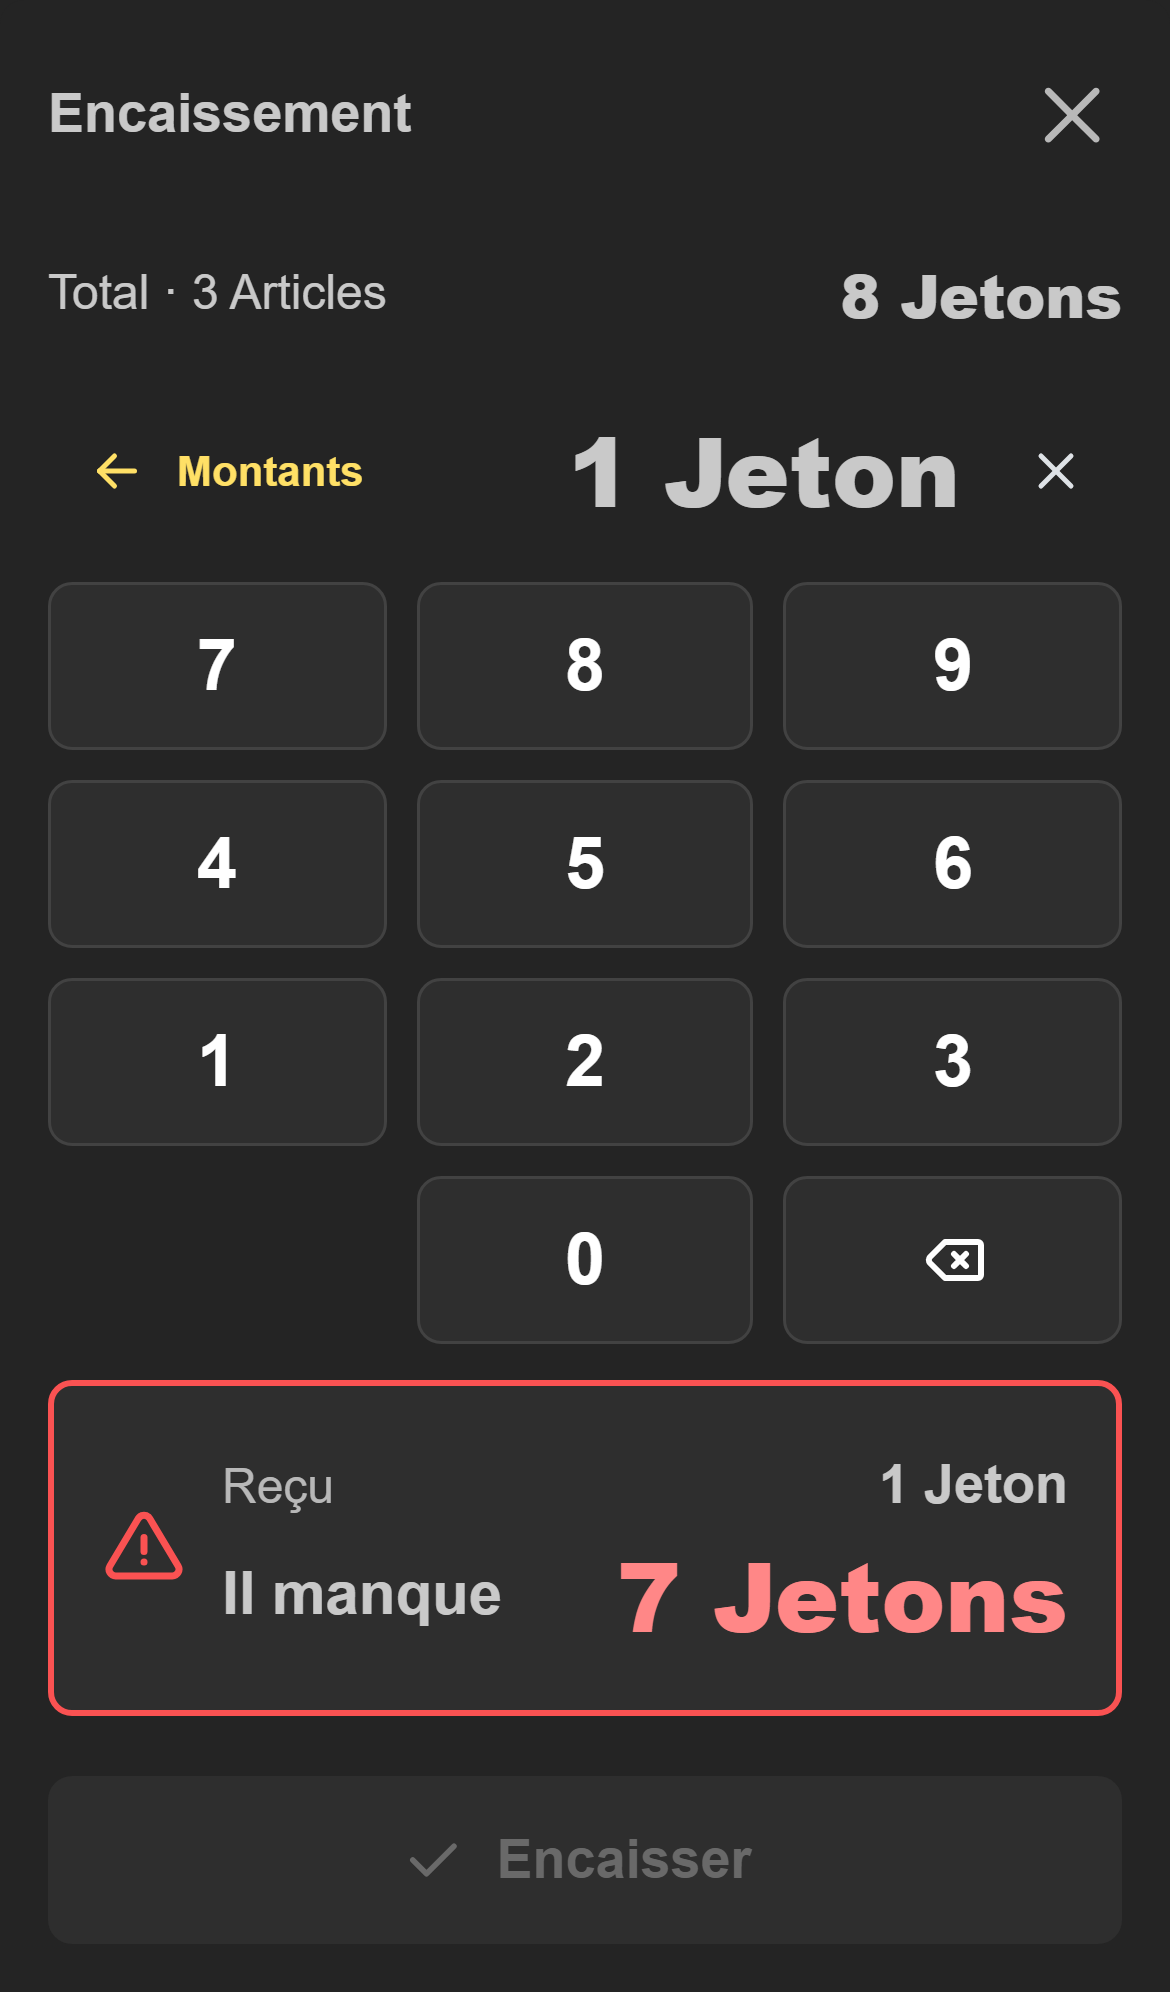 Encaissement
Total · 3 Articles 8 Jetons
Montants 1 Jeton
7 8 9
4 5 6
1 2 3
0
Reçu 1 Jeton
Il manque 7 Jetons
Encaisser